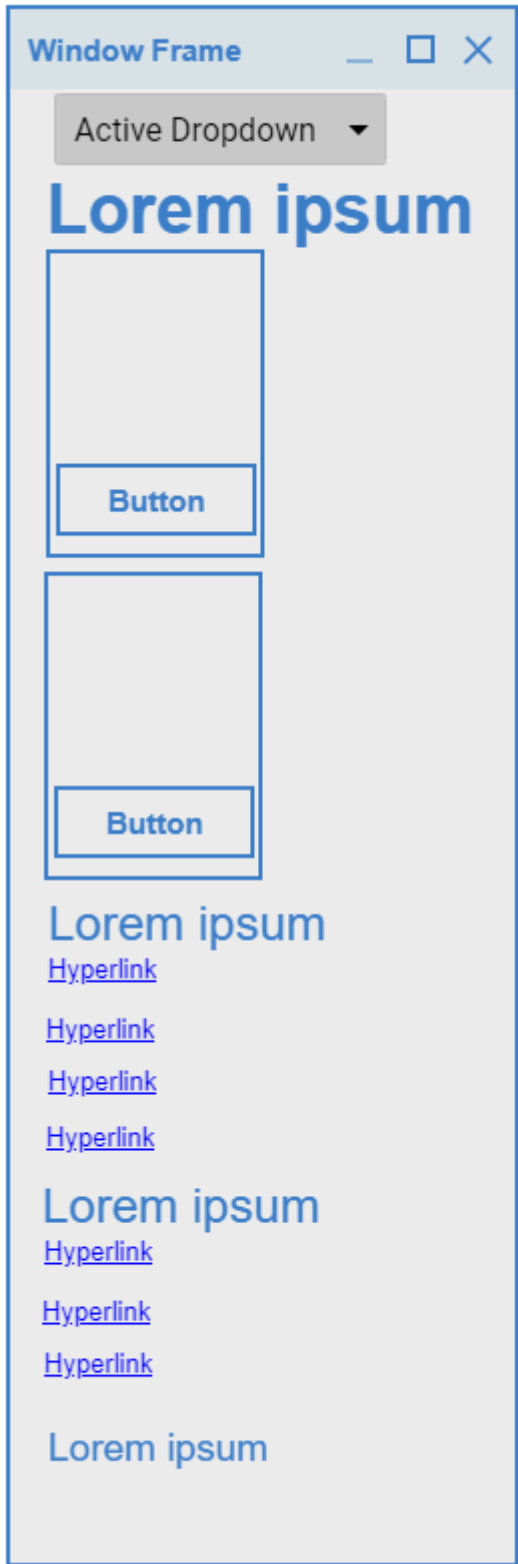 Window Frame
Active Dropdown
Lorem ipsum
Button
Button
Lorem ipsum
Hyperlink
Hyperlink
Hyperlink
Hyperlink
Lorem ipsum
Hyperlink
Hyperlink
Hyperlink
Lorem ipsum